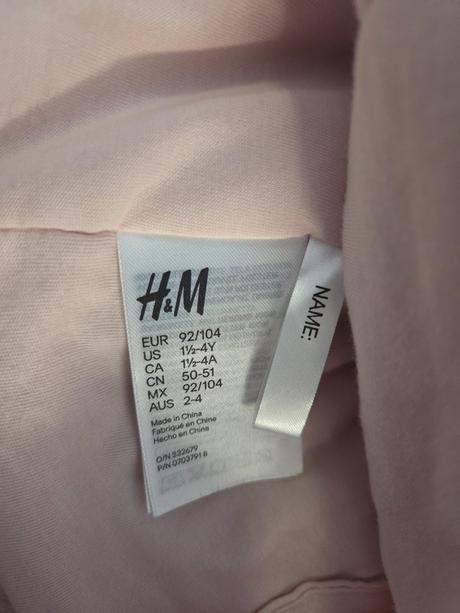 H&M
EUR 92/104
US 1½-4Y
CA 1½-4A
CN 50-51
MX 92/104
AUS 2-4
Made in China
Fabriqué en Chine
Hecho en China
O/N 532679
P/N 0703791 8
NAME: